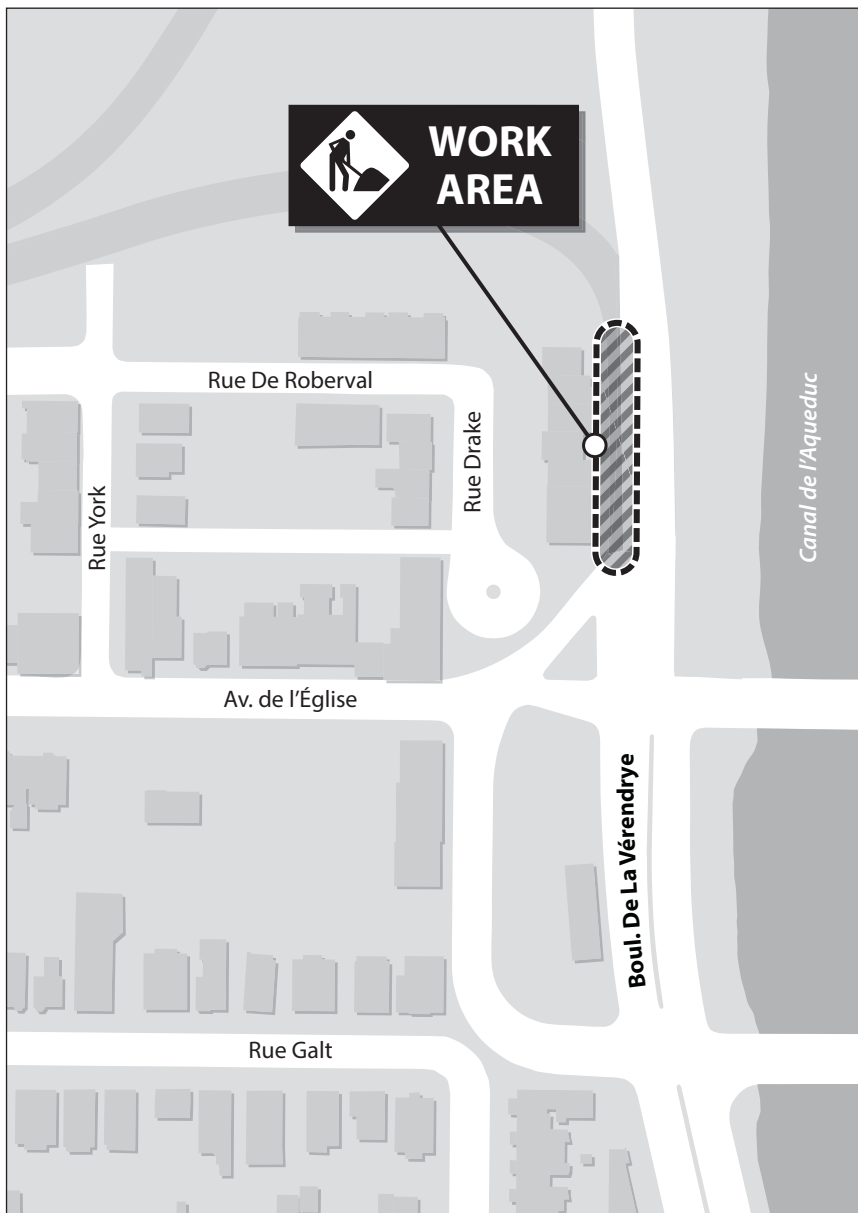 WORK
AREA
Rue De Roberval
Rue Drake
Rue York
Canal de l'Aqueduc
Av. de l'Église
Boul. De La Vérendrye
Rue Galt